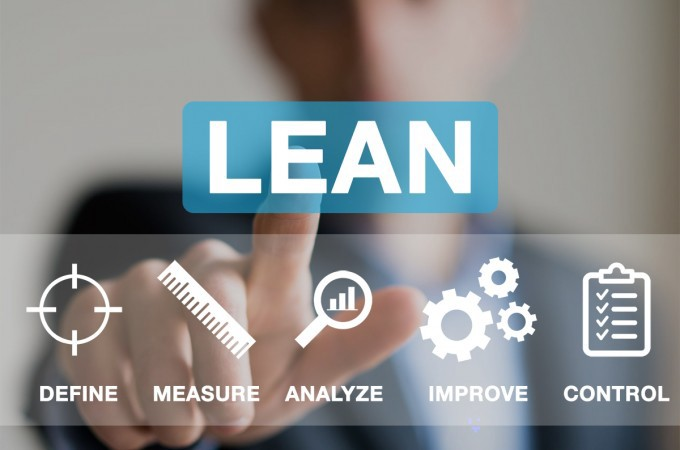 LEAN
DEFINE MEASURE ANALYZE IMPROVE CONTROL